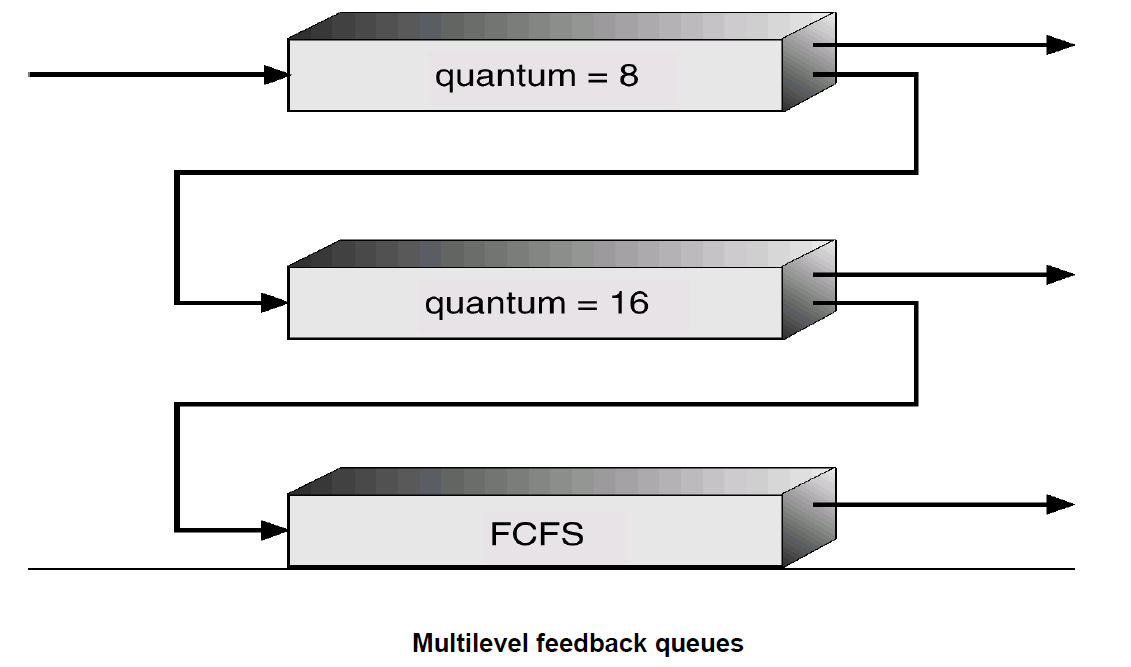 quantum = 8
quantum = 16
FCFS
Multilevel feedback queues